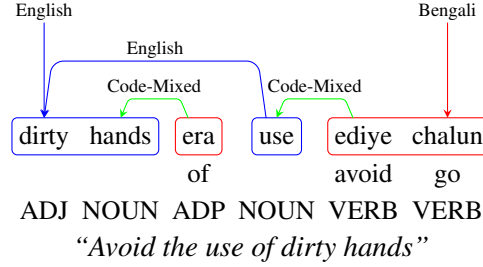 English Bengali
English
Code-Mixed Code-Mixed
dirty hands era use ediye chalun
of avoid go
ADJ NOUN ADP NOUN VERB VERB
“Avoid the use of dirty hands”